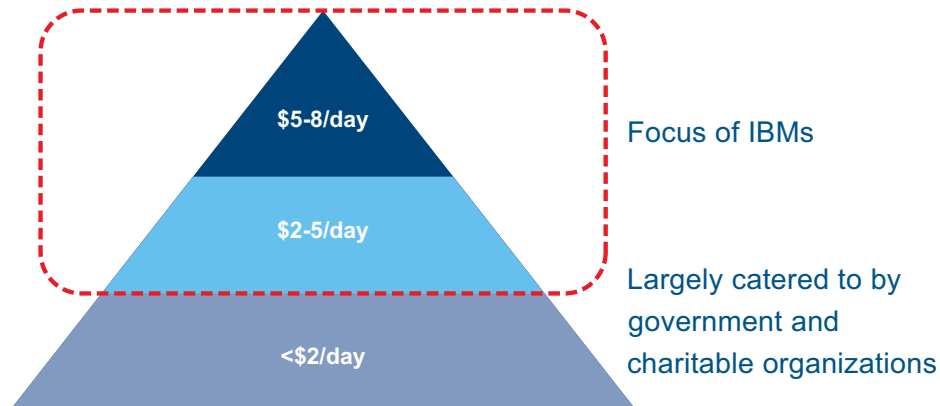 $5-8/day
Focus of IBMs
$2-5/day
Largely catered to by
government and
charitable organizations
<$2/day